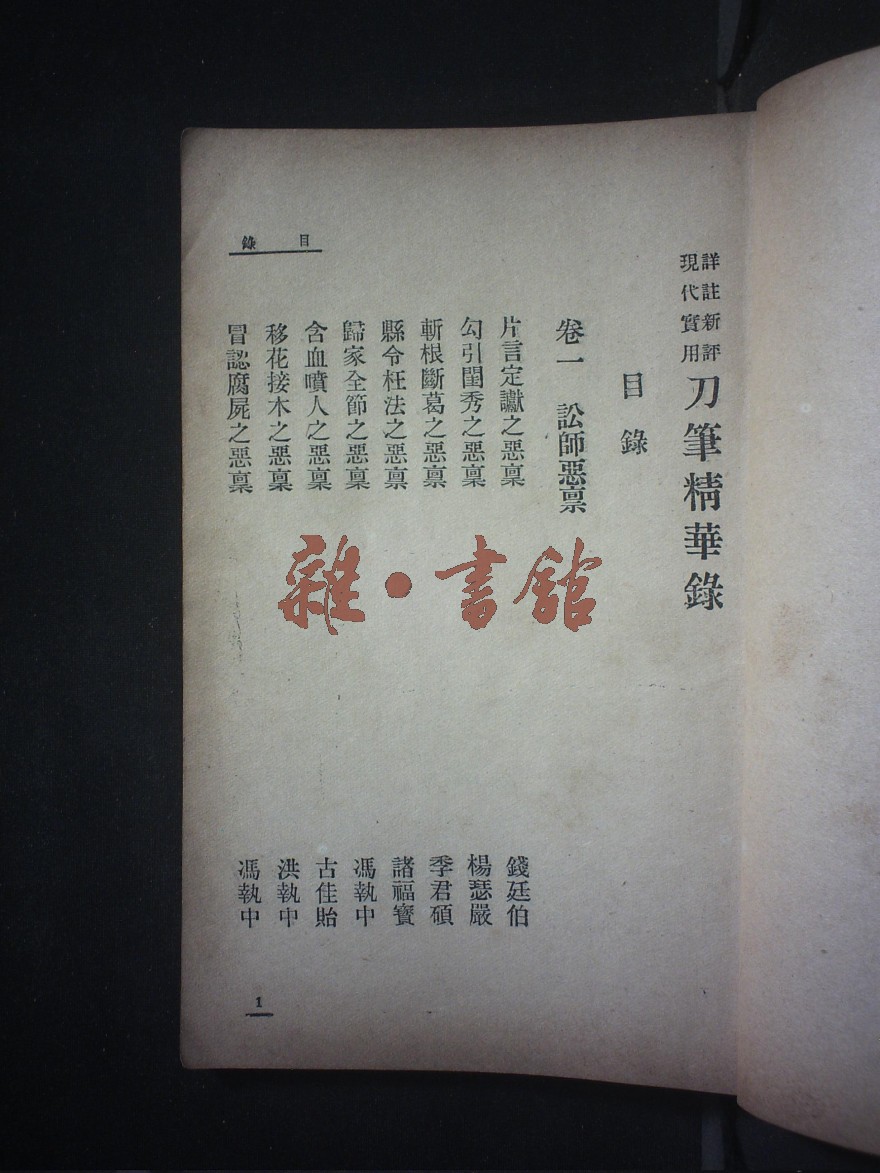 詳註新評
現代實用
刀筆精華錄
目錄
卷一 訟師惡禀
片言定讞之惡稟 錢廷伯
勾引閨秀之惡稟 楊瑟嚴
斬根斷葛之惡稟 季君碩
縣令枉法之惡稟 諸福寶
歸家全節之惡稟 馮執中
含血噴人之惡稟 古佳貽
移花接木之惡稟 洪執中
冒認腐屍之惡稟 馮執中
目錄
1
雜·書館